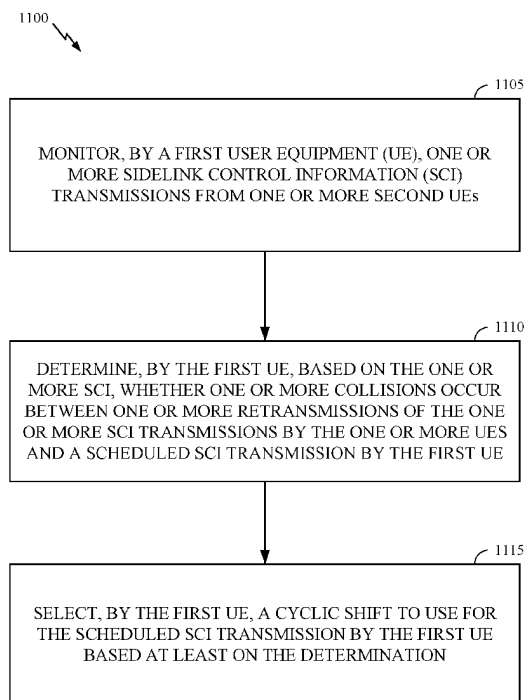 1100
1105
MONITOR, BY A FIRST USER EQUIPMENT (UE), ONE OR
MORE SIDELINK CONTROL INFORMATION (SCI)
TRANSMISSIONS FROM ONE OR MORE SECOND UEs
1110
DETERMINE, BY THE FIRST UE, BASED ON THE ONE OR
MORE SCI, WHETHER ONE OR MORE COLLISIONS OCCUR
BETWEEN ONE OR MORE RETRANSMISSIONS OF THE ONE
OR MORE SCI TRANSMISSIONS BY THE ONE OR MORE UES
AND A SCHEDULED SCI TRANSMISSION BY THE FIRST UE
1115
SELECT, BY THE FIRST UE, A CYCLIC SHIFT TO USE FOR
THE SCHEDULED SCI TRANSMISSION BY THE FIRST UE
BASED AT LEAST ON THE DETERMINATION